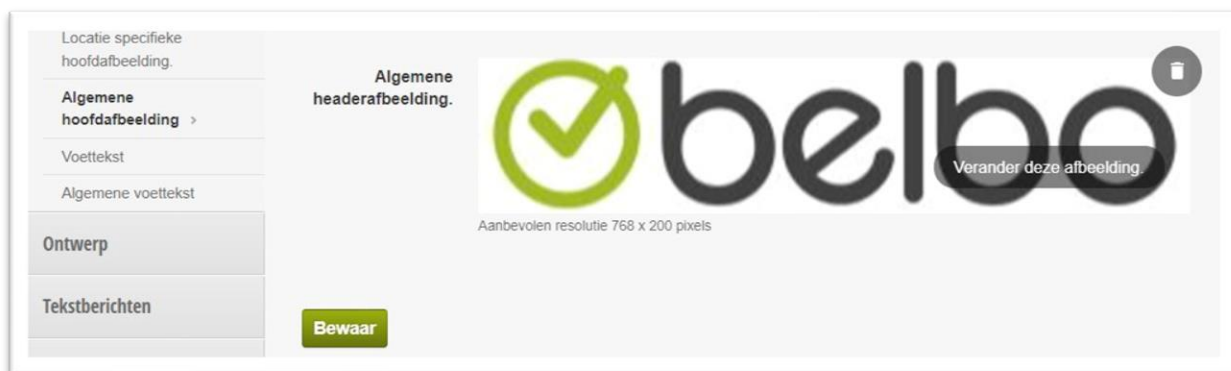 Locatie specifieke
hoofdafbeelding.
Algemene
hoofdafbeelding >
Voettekst
Algemene voettekst
Ontwerp
Tekstberichten
Algemene
headerafbeelding.
belbo
Verander deze afbeelding.
Aanbevolen resolutie 768 x 200 pixels
Bewaar